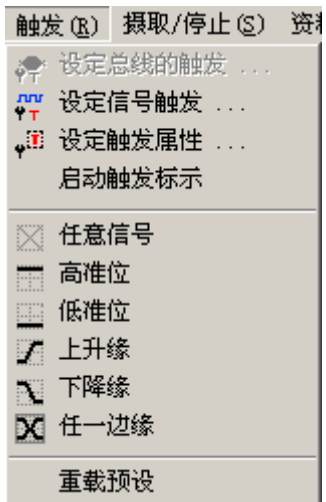 触发(R) 摄取/停止(S) 资
设定总线的触发 ...
设定信号触发 ...
设定触发属性 ...
启动触发标示
任意信号
高准位
低准位
上升缘
下降缘
任一边缘
重载预设